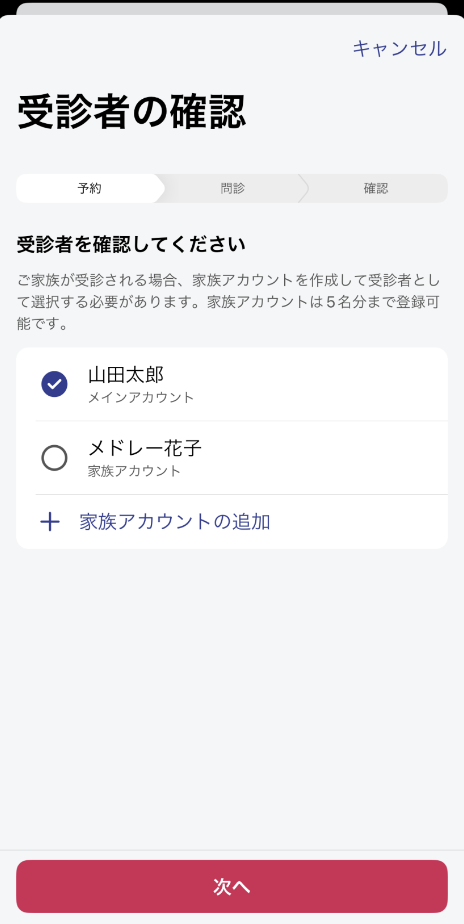 キャンセル
受診者の確認
予約
問診
確認
受診者を確認してください
ご家族が受診される場合、家族アカウントを作成して受診者とし
て選択する必要があります。家族アカウントは5名分まで登録可
能です。
山田太郎
メインアカウント
メドレー花子
家族アカウント
家族アカウントの追加
次へ